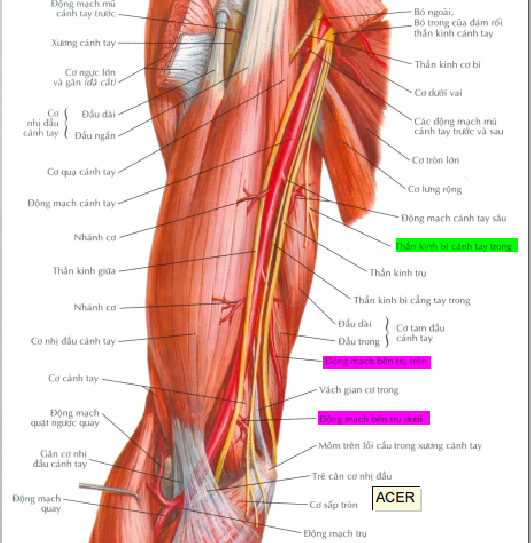 Động mạch mũ
cánh tay trước
Xương cánh tay
Cơ ngực lớn
và gân (đã cắt)
Cơ
nhị đầu
cánh tay
Đầu dài
Đầu ngắn
Cơ quạ cánh tay
Động mạch cánh tay
Nhánh cơ
Thần kinh giữa
Nhánh cơ
Cơ nhị đầu cánh tay
Cơ cánh tay
Động mạch
quặt ngược quay
Gân cơ nhị
đầu cánh tay
Động mạch
quay
Bó ngoài,
Bó trong của đám rối
thần kinh cánh tay
Thần kinh cơ bì
Cơ dưới vai
Các động mạch mũ
cánh tay trước và sau
Cơ tròn lớn
Cơ lưng rộng
Động mạch cánh tay sâu
Thần kinh bì cánh tay trong
Thần kinh trụ
Thần kinh bì cẳng tay trong
Đầu dài
Đầu trong
Cơ tam đầu
cánh tay
Động mạch bên trụ trên
Vách gian cơ trong
Động mạch bên trụ dưới
Mỏm trên lồi cầu trong xương cánh tay
Trẽ cân cơ nhị đầu
ACER
Cơ sấp tròn
Động mạch trụ